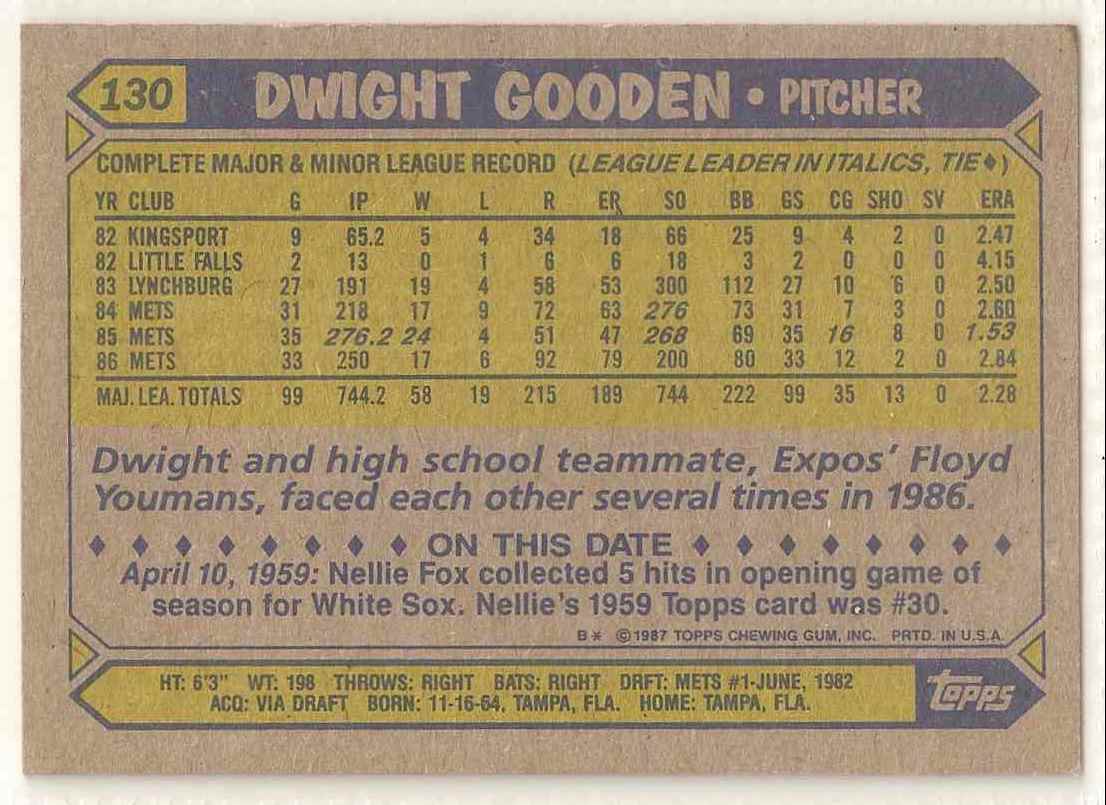 130 DWIGHT GOODEN • PITCHER
COMPLETE MAJOR & MINOR LEAGUE RECORD (LEAGUE LEADER IN ITALICS, TIE♦)
YR CLUB G IP W L R ER SO BB GS CG SHO SV ERA
82 KINGSPORT 9 65.2 5 4 34 18 66 25 9 4 2 0 2.47
82 LITTLE FALLS 2 13 0 1 6 6 18 3 2 0 0 0 4.15
83 LYNCHBURG 27 191 19 4 58 53 300 112 27 10 6 0 2.50
84 METS 31 218 17 9 72 63 276 73 31 7 3 0 2.60
85 METS 35 276.2 24 4 51 47 268 69 35 16 8 0 1.53
86 METS 33 250 17 6 92 79 200 80 33 12 2 0 2.84
MAJ. LEA. TOTALS 99 744.2 58 19 215 189 744 222 99 35 13 0 2.28
Dwight and high school teammate, Expos' Floyd
Youmans, faced each other several times in 1986.
♦ ♦ ♦ ♦ ♦ ♦ ♦ ♦ ON THIS DATE ♦ ♦ ♦ ♦ ♦ ♦ ♦ ♦
April 10, 1959: Nellie Fox collected 5 hits in opening game of
season for White Sox. Nellie's 1959 Topps card was #30.
B* ©1987 TOPPS CHEWING GUM, INC. PRTD. IN U.S.A.
HT: 6'3" WT: 198 THROWS: RIGHT BATS: RIGHT DRFT: METS #1-JUNE, 1982
ACQ: VIA DRAFT BORN: 11-16-64, TAMPA, FLA. HOME: TAMPA, FLA.
topps